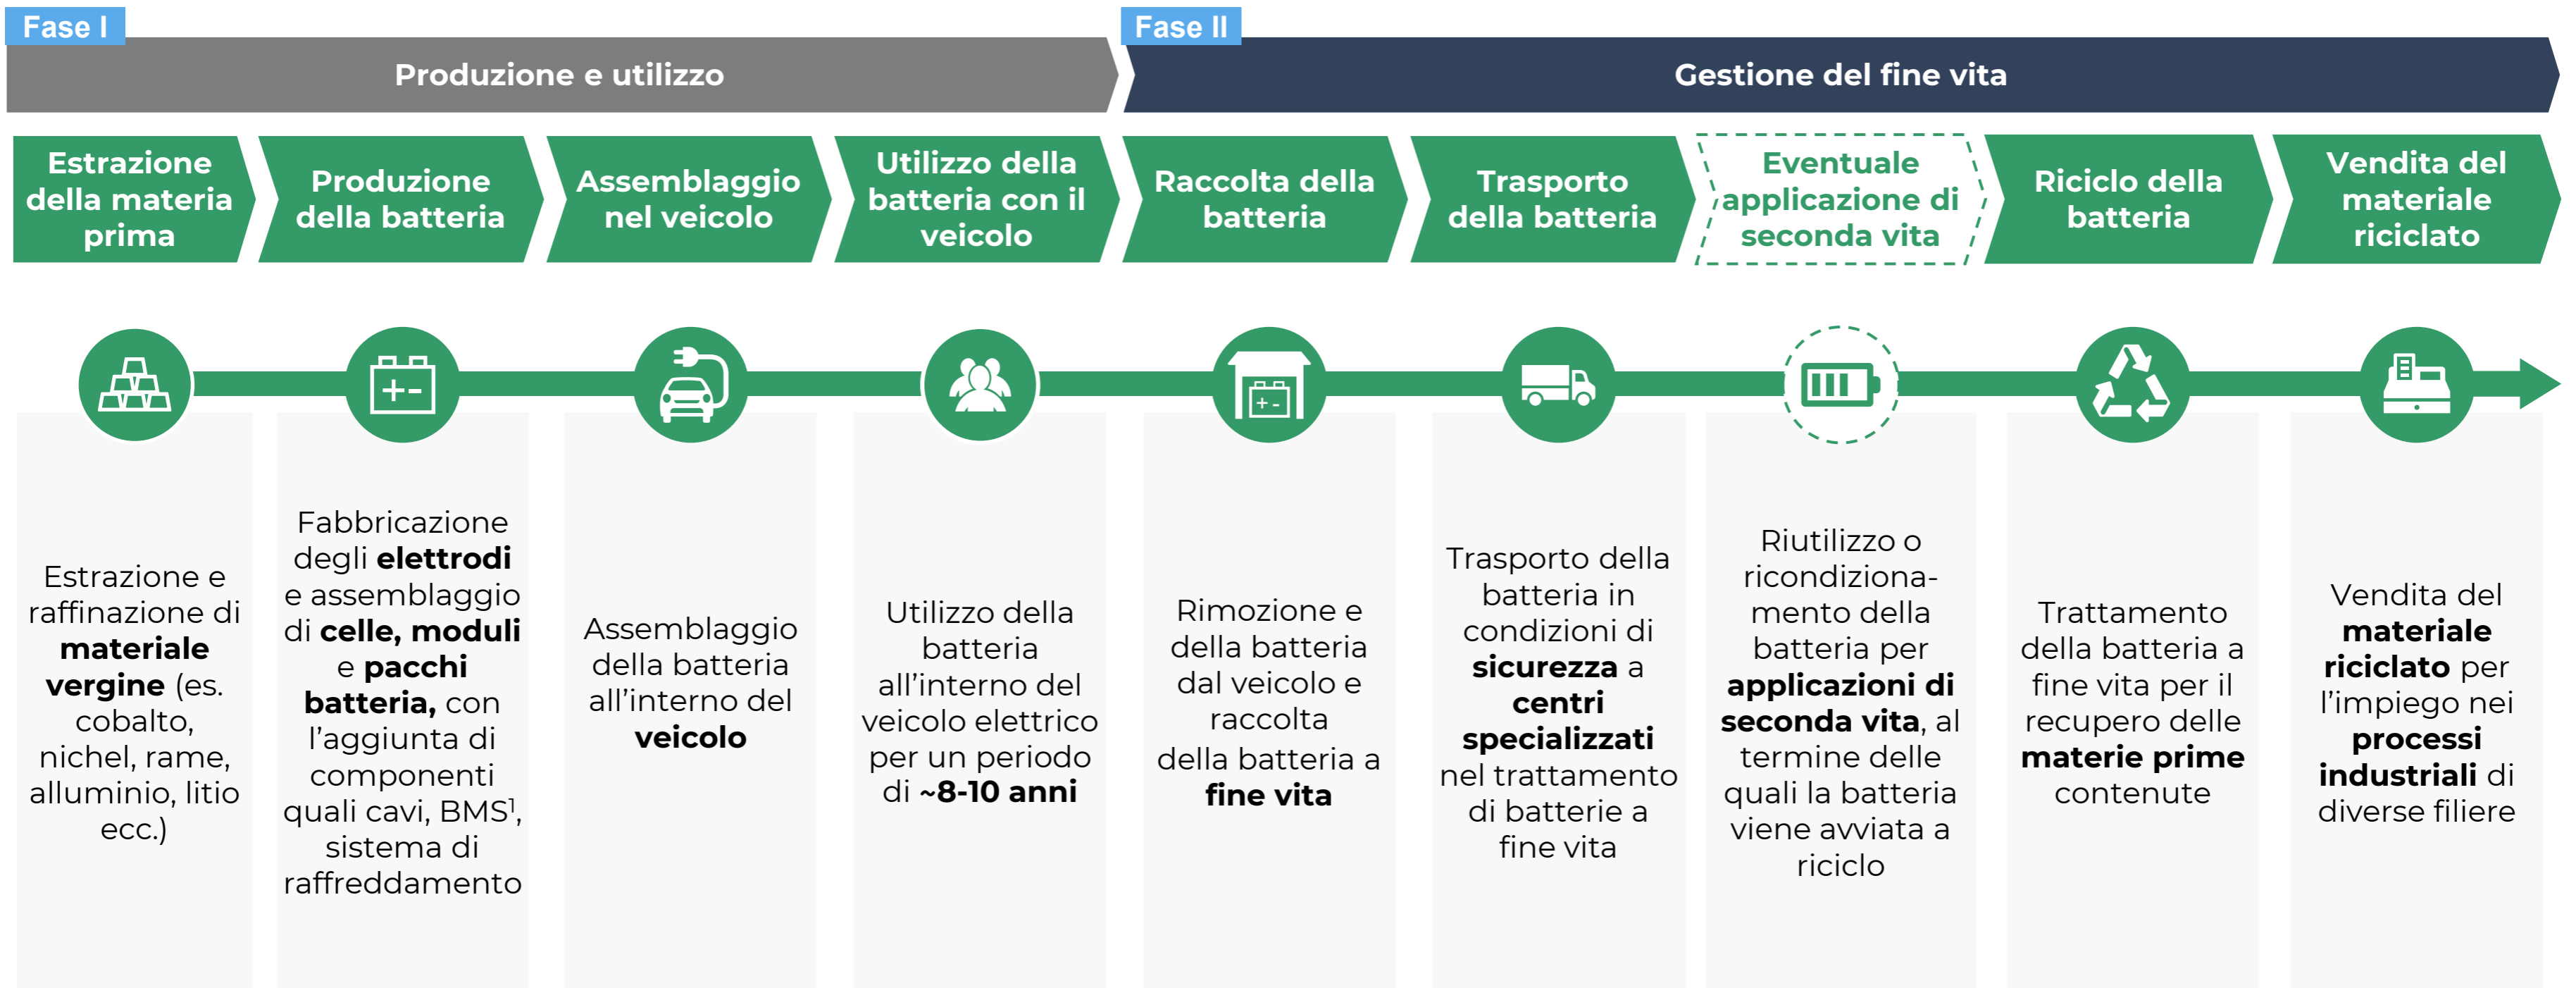 Fase I
Fase II
Produzione e utilizzo
Gestione del fine vita
Estrazione
della materia
prima
Produzione
della batteria
Assemblaggio
nel veicolo
Utilizzo della
batteria con il
veicolo
Raccolta della
batteria
Trasporto
della batteria
Eventuale
applicazione di
seconda vita
Riciclo della
batteria
Vendita del
materiale
riciclato
Estrazione e
raffinazione di
materiale
vergine (es.
cobalto,
nichel, rame,
alluminio, litio
ecc.)
Fabbricazione
degli elettrodi
e assemblaggio
di celle, moduli
e pacchi
batteria, con
l'aggiunta di
componenti
quali cavi, BMS¹,
sistema di
raffreddamento
Assemblaggio
della batteria
all'interno del
veicolo
Utilizzo della
batteria
all'interno del
veicolo elettrico
per un periodo
di ~8-10 anni
Rimozione e
della batteria
dal veicolo e
raccolta
della batteria a
fine vita
Trasporto della
batteria in
condizioni di
sicurezza a
centri
specializzati
nel trattamento
di batterie a
fine vita
Riutilizzo o
ricondiziona-
mento della
batteria per
applicazioni di
seconda vita, al
termine delle
quali la batteria
viene avviata a
riciclo
Trattamento
della batteria a
fine vita per il
recupero delle
materie prime
contenute
Vendita del
materiale
riciclato per
l'impiego nei
processi
industriali di
diverse filiere